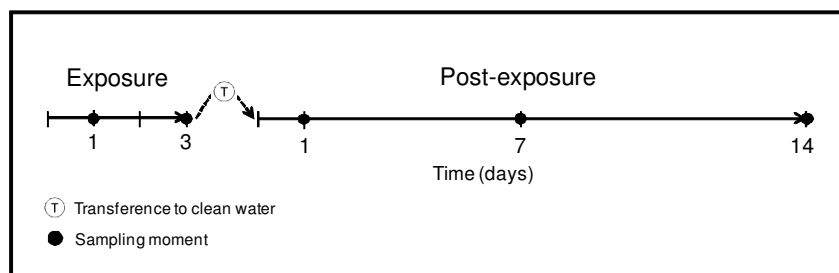 Exposure
T
Post-exposure
1
3
1
7
14
Time (days)
T Transference to clean water
Sampling moment